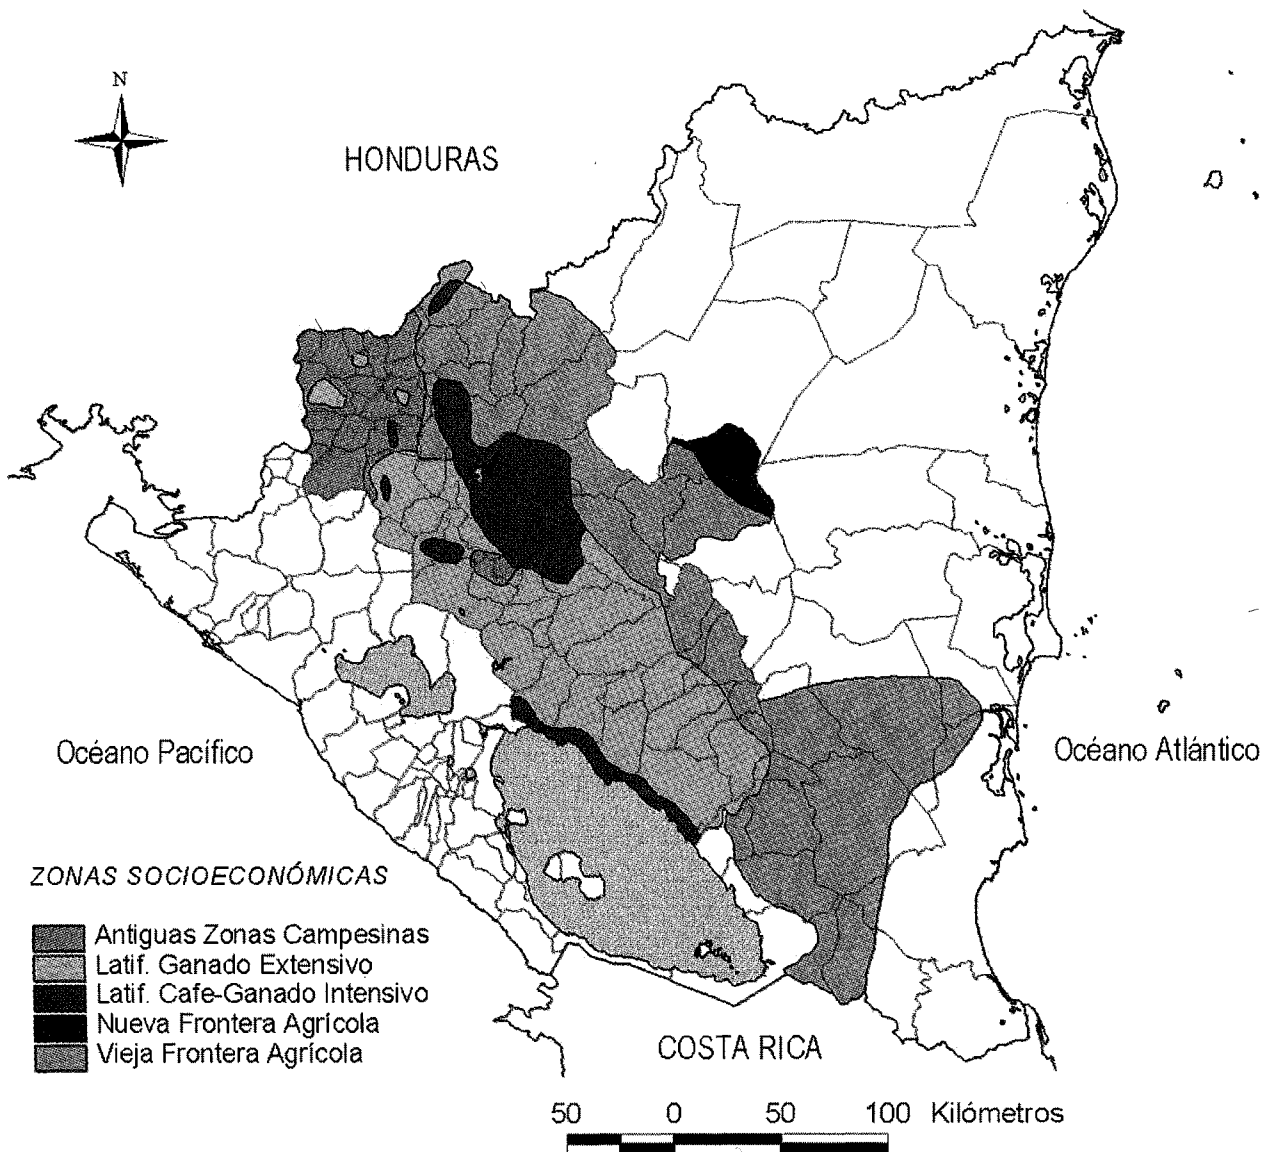 N
HONDURAS
Océano Pacífico
Océano Atlántico
ZONAS SOCIOECONÓMICAS
Antiguas Zonas Campesinas
Latif. Ganado Extensivo
Latif. Cafe-Ganado Intensivo
Nueva Frontera Agrícola
Vieja Frontera Agrícola
COSTA RICA
50 0 50 100 Kilómetros